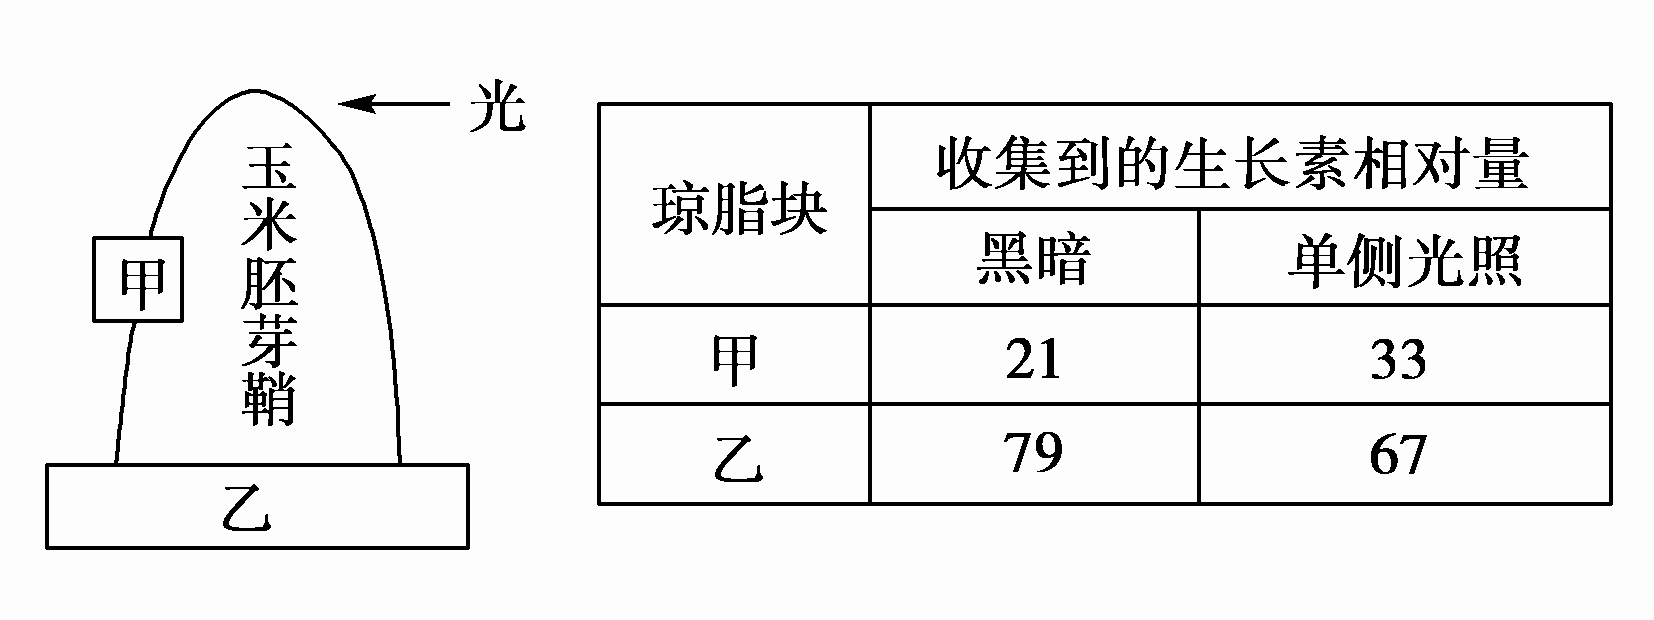 光
玉米胚芽鞘
甲
乙
琼脂块 收集到的生长素相对量
黑暗 单侧光照
甲 21 33
乙 79 67